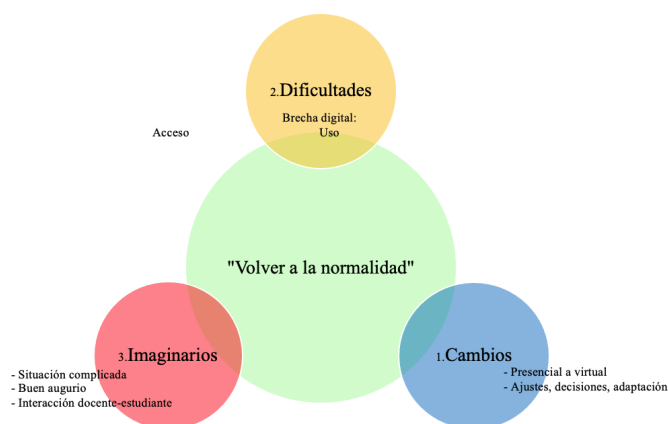 2.Dificultades
Brecha digital:
Acceso Uso
"Volver a la normalidad"
3.Imaginarios
- Situación complicada
- Buen augurio
- Interacción docente-estudiante
1.Cambios
- Presencial a virtual
- Ajustes, decisiones, adaptación